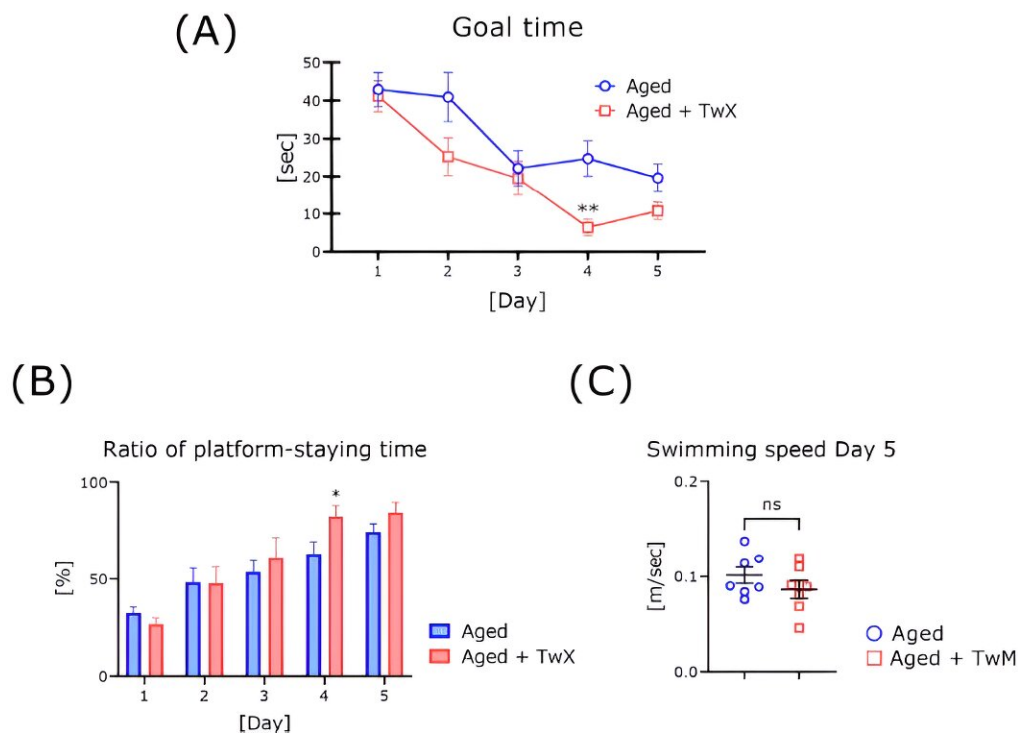 (A)
Goal time
50
40
30
20
10
0
[sec]
Aged
Aged + TwX
**
1 2 3 4 5
[Day]
(B)
Ratio of platform-staying time
100
50
0
[%]
*
1 2 3 4 5
[Day]
Aged
Aged + TwX
(C)
Swimming speed Day 5
0.2
0.1
0.0
[m/sec]
ns
Aged
Aged + TwM